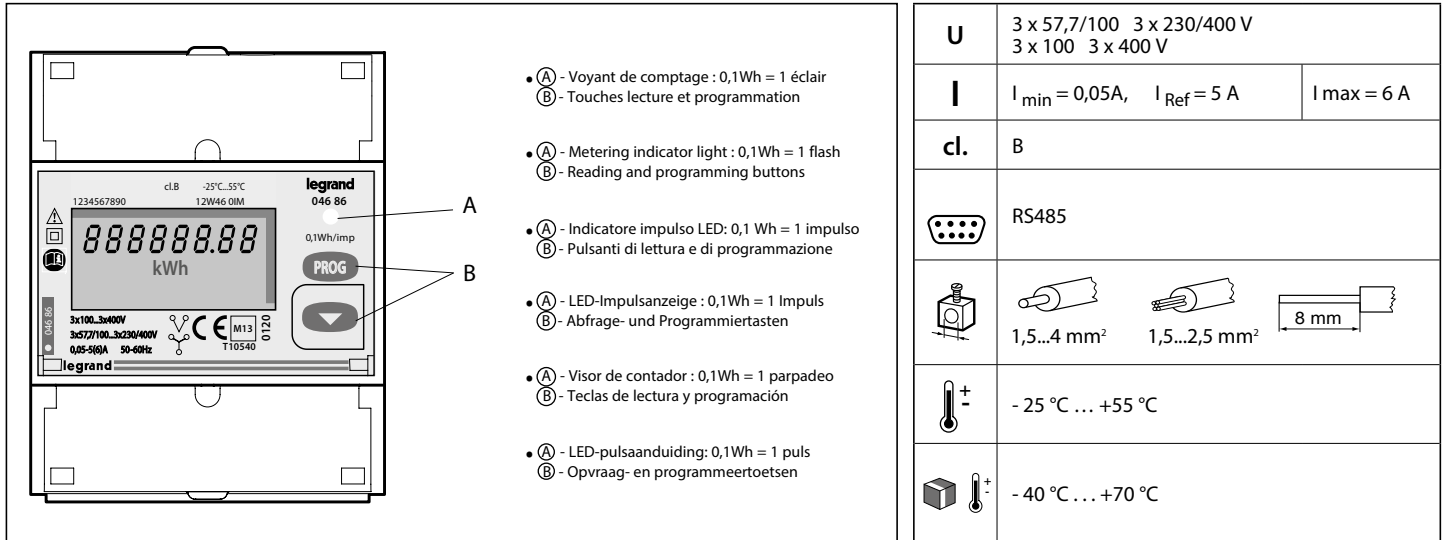 cl.B -25°C...55°C legrand
1234567890 12W46 0IM 046 86
888888.88
kWh
0,1Wh/imp
PROG
046 86
3x100...3x400V
3x57,7/100...3x230/400V
0,05-5(6)A 50-60Hz
CE M13 0120
T10540
legrand
A
B
• A - Voyant de comptage : 0,1Wh = 1 éclair
B - Touches lecture et programmation
• A - Metering indicator light : 0,1Wh = 1 flash
B - Reading and programming buttons
• A - Indicatore impulso LED: 0,1 Wh = 1 impulso
B - Pulsanti di lettura e di programmazione
• A - LED-Impulsanzeige : 0,1Wh = 1 Impuls
B - Abfrage- und Programmiertasten
• A - Visor de contador : 0,1Wh = 1 parpadeo
B - Teclas de lectura y programación
• A - LED-pulsaanduiding: 0,1Wh = 1 puls
B - Opvraag- en programmeertoetsen
U 3 x 57,7/100 3 x 230/400 V
3 x 100 3 x 400 V
I I min = 0,05A, I Ref = 5 A I max = 6 A
cl. B
RS485
8 mm
1,5...4 mm² 1,5...2,5 mm²
+
-
- 25 °C … +55 °C
+
-
- 40 °C . . . +70 °C